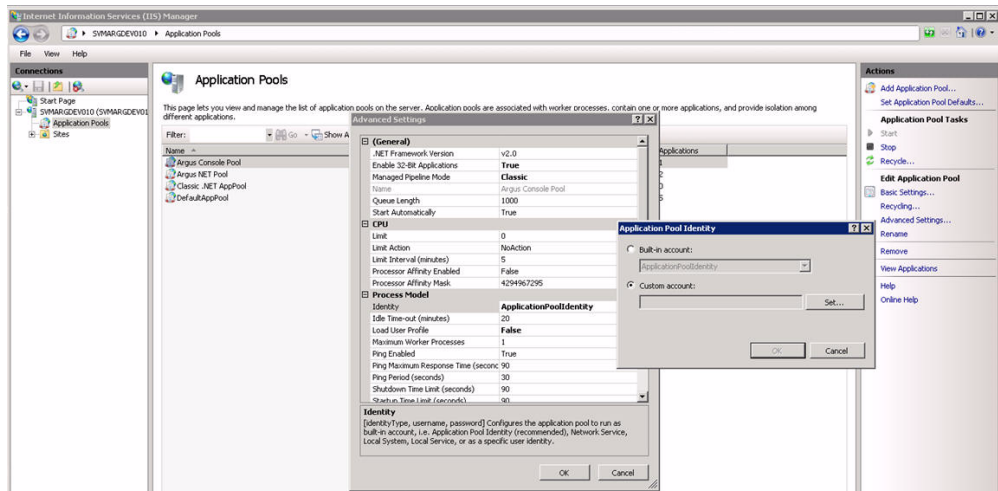 Internet Information Services (IIS) Manager
SVMARGDEV010 Application Pools
File View Help
Connections
Start Page
SVMARGDEV010 (SVMARGDEV01
Application Pools
Sites
Application Pools
This page lets you view and manage the list of application pools on the server. Application pools are associated with worker processes, contain one or more applications, and provide isolation among
different applications.
Filter: Go Show A
Name Applications
Argus Console Pool 1
Argus NET Pool 2
Classic .NET AppPool
DefaultAppPool
Advanced Settings
(General)
.NET Framework Version v2.0
Enable 32-Bit Applications True
Managed Pipeline Mode Classic
Name Argus Console Pool
Queue Length 1000
Start Automatically True
CPU
Limit 0
Limit Action NoAction
Limit Interval (minutes) 5
Processor Affinity Enabled False
Processor Affinity Mask 4294967295
Process Model
Identity ApplicationPoolIdentity
Idle Time-out (minutes) 20
Load User Profile False
Maximum Worker Processes 1
Ping Enabled True
Ping Maximum Response Time (second 90
Ping Period (seconds) 30
Shutdown Time Limit (seconds) 90
Startup Time Limit (seconds) 90
Identity
[identityType, username, password] Configures the application pool to run as
built-in account, i.e. Application Pool Identity (recommended), Network Service,
Local System, Local Service, or as a specific user identity.
OK Cancel
Application Pool Identity
Built-in account:
ApplicationPoolIdentity
Custom account:
Set...
OK Cancel
Actions
Add Application Pool...
Set Application Pool Defaults...
Application Pool Tasks
Start
Stop
Recycle...
Edit Application Pool
Basic Settings...
Recycling...
Advanced Settings...
Rename
Remove
View Applications
Help
Online Help